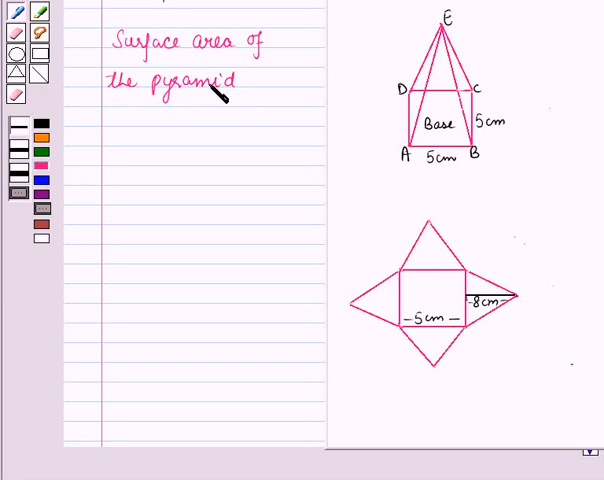 Surface area of
the pyramid
E
D
C
Base
5cm
A
B
5cm
-8cm-
-5cm-